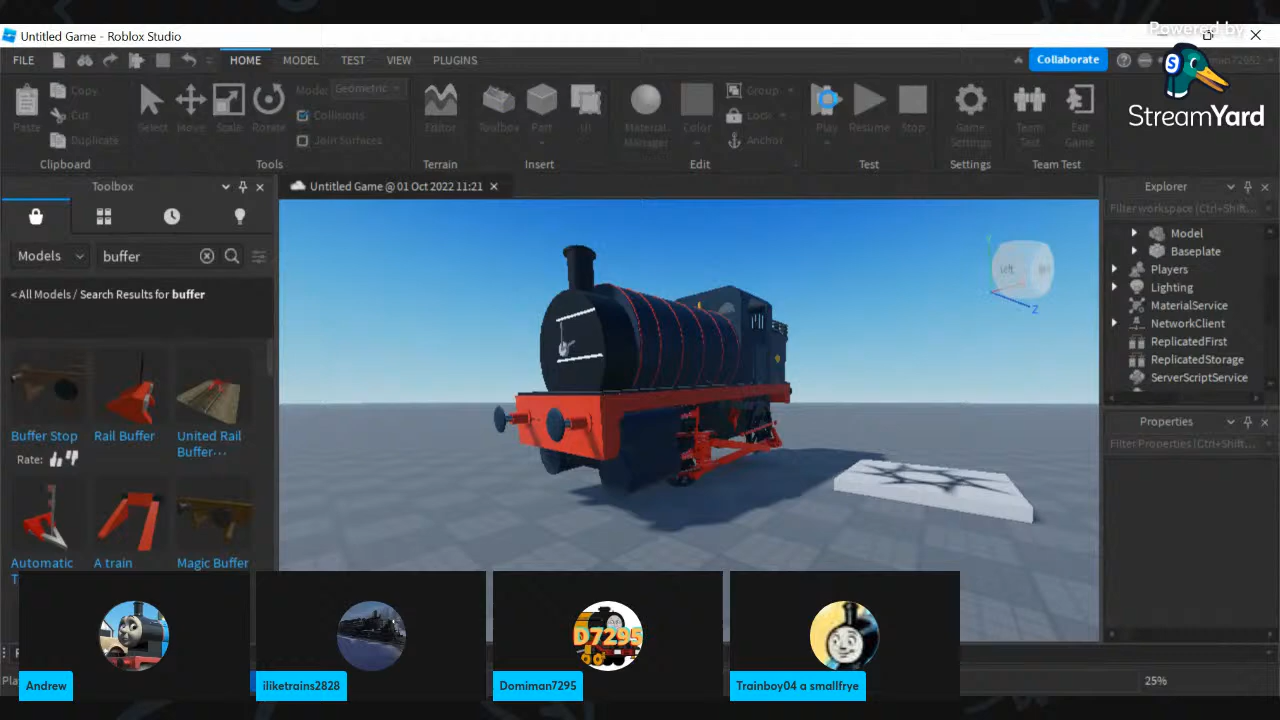 Powered by
StreamYard
Untitled Game - Roblox Studio
FILE
HOME
MODEL
TEST
VIEW
PLUGINS
Collaborate
Paste
Copy
Cut
Duplicate
Clipboard
Select
Move
Scale
Rotate
Mode: Geometric
Collisions
Join Surfaces
Tools
Editor
Terrain
Toolbox
Part
UI
Insert
Material Manager
Color
Group
Lock
Anchor
Edit
Play
Resume
Stop
Test
Game Settings
Settings
Team Test
Exit Game
Team Test
Toolbox
Untitled Game @ 01 Oct 2022 11:21
Models
buffer
< All Models / Search Results for buffer
Buffer Stop
Rail Buffer
United Rail Buffer...
Rate:
Automatic
A train
Magic Buffer
Left
Z
Explorer
Filter workspace (Ctrl+Shift...
Model
Baseplate
Players
Lighting
MaterialService
NetworkClient
ReplicatedFirst
ReplicatedStorage
ServerScriptService
Properties
Filter Properties (Ctrl+Shift...
D7295
Andrew
iliketrains2828
Domiman7295
Trainboy04 a smallfrye
25%